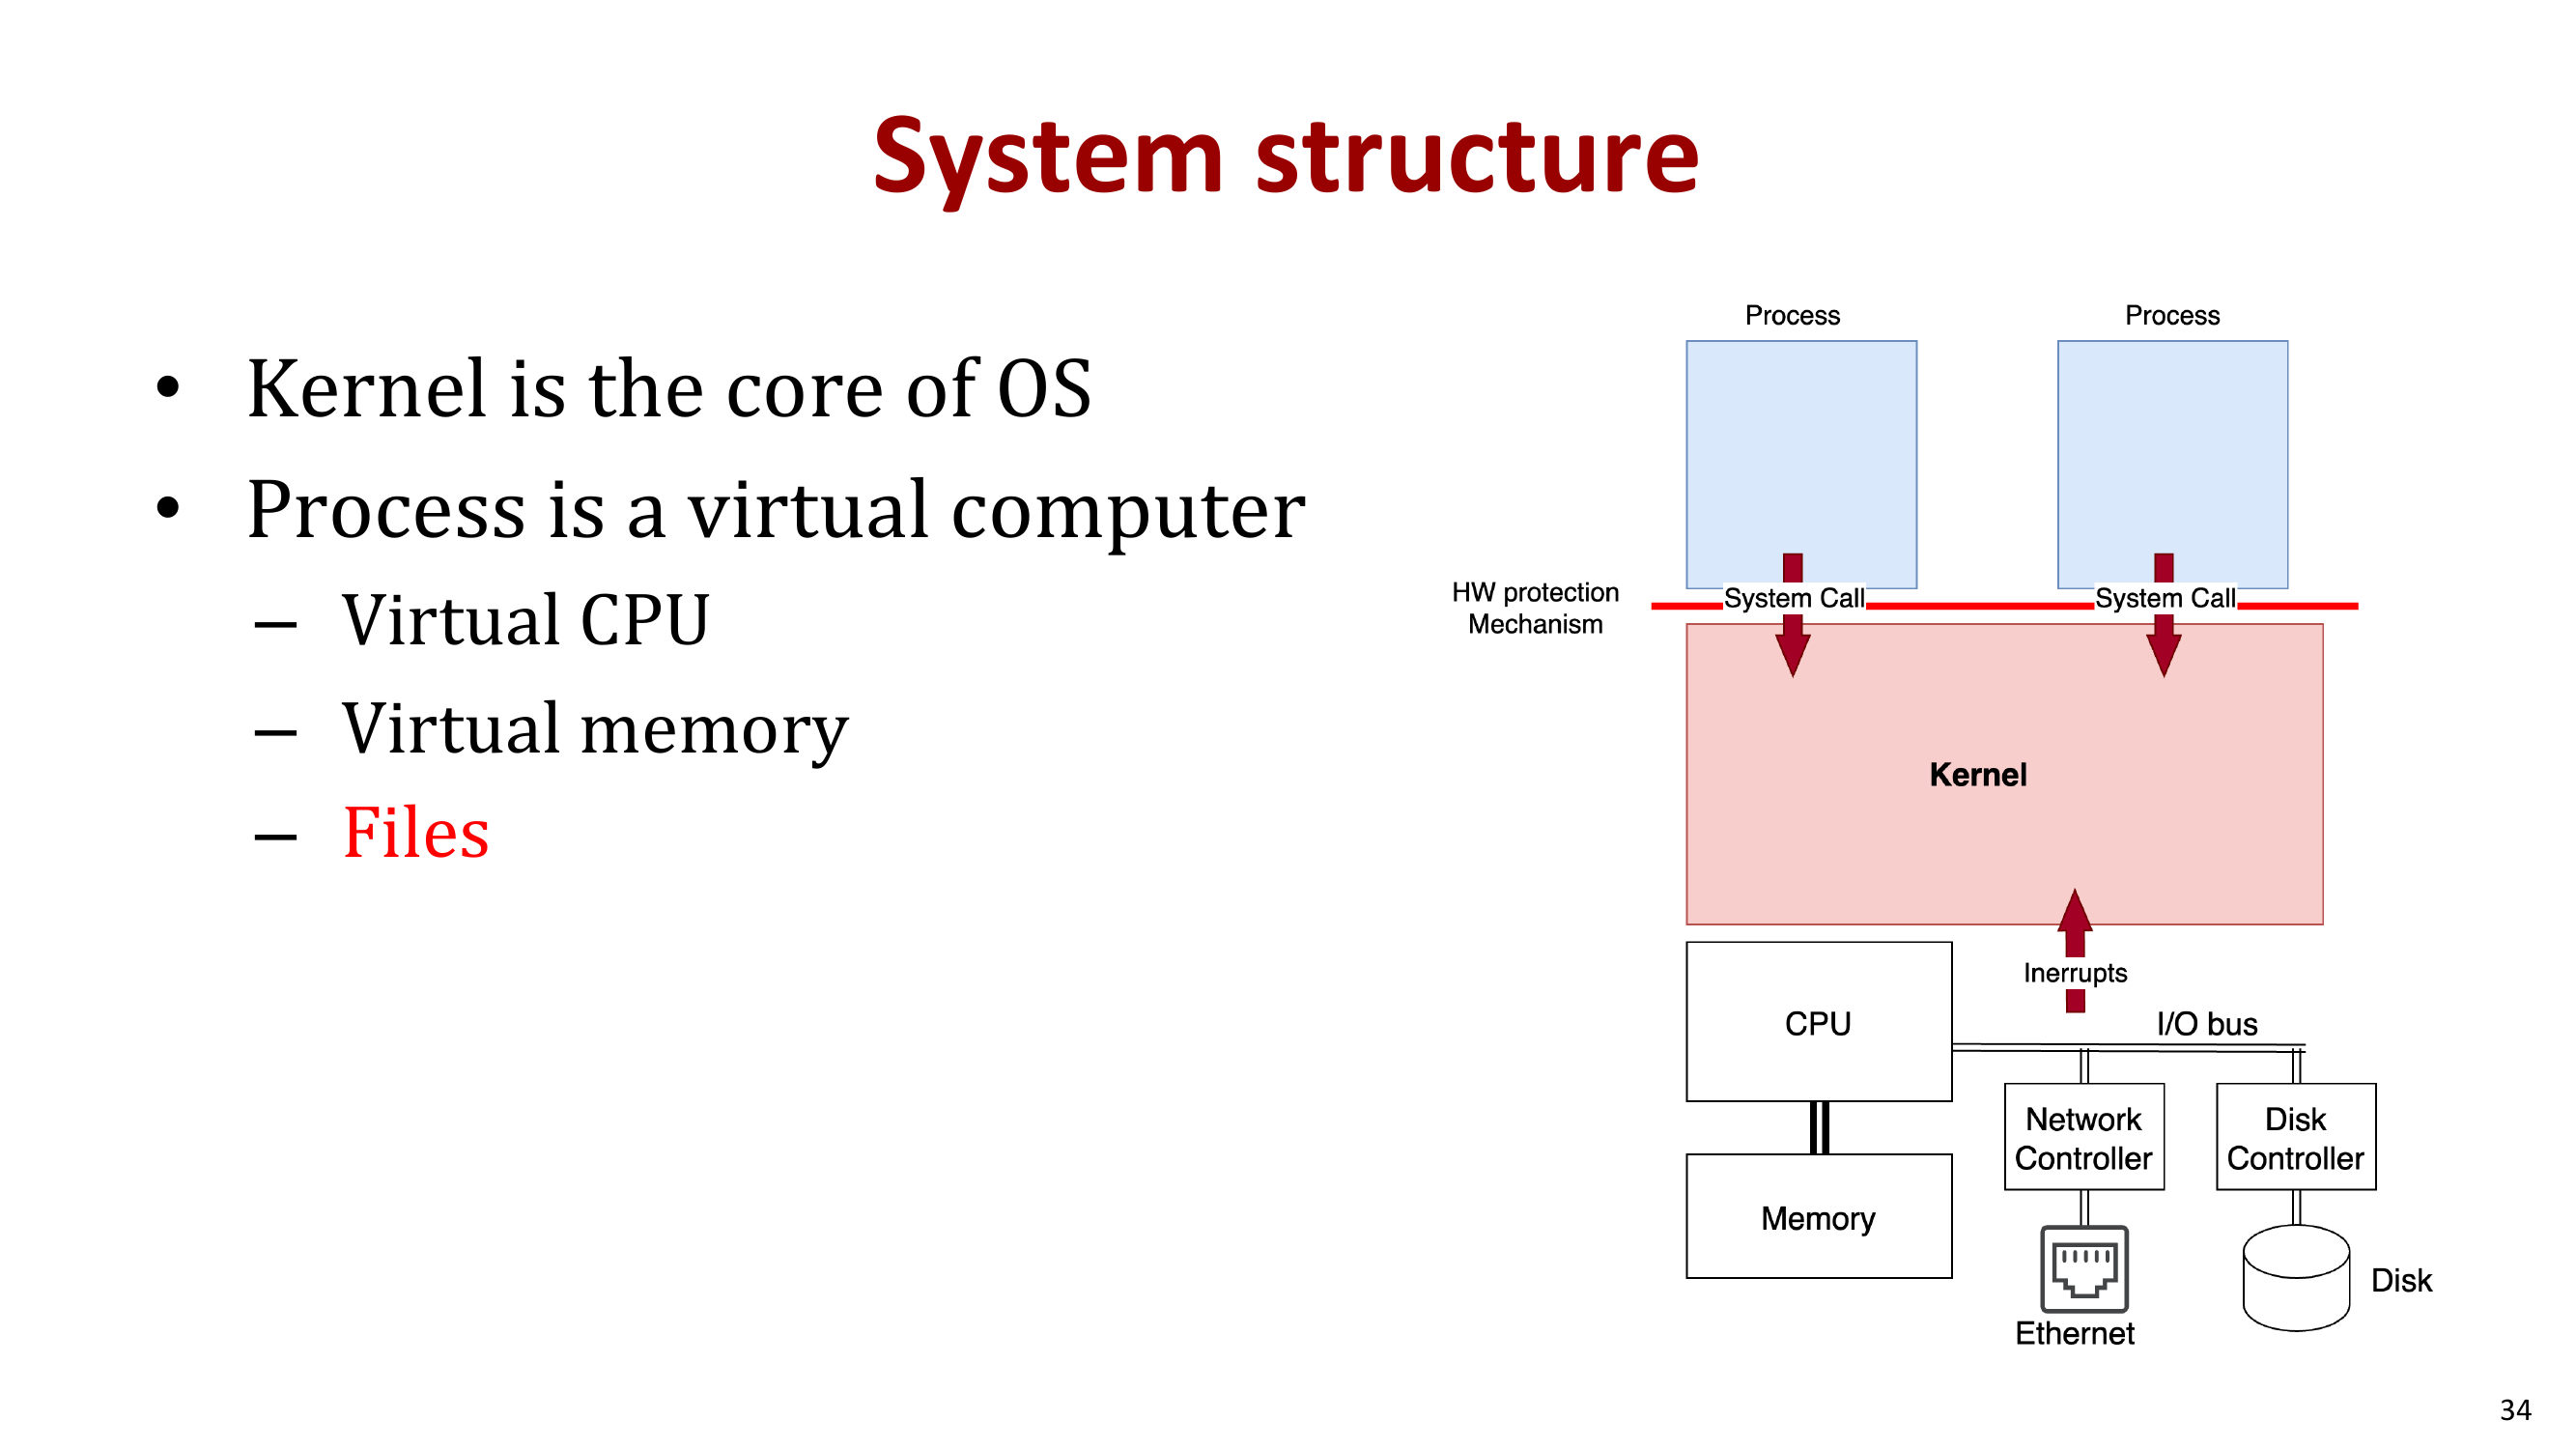 System structure
• Kernel is the core of OS
• Process is a virtual computer
– Virtual CPU
– Virtual memory
– Files
Process
Process
HW protection
Mechanism
System Call
System Call
Kernel
Inerrupts
CPU
I/O bus
Network
Controller
Disk
Controller
Memory
Disk
Ethernet
34